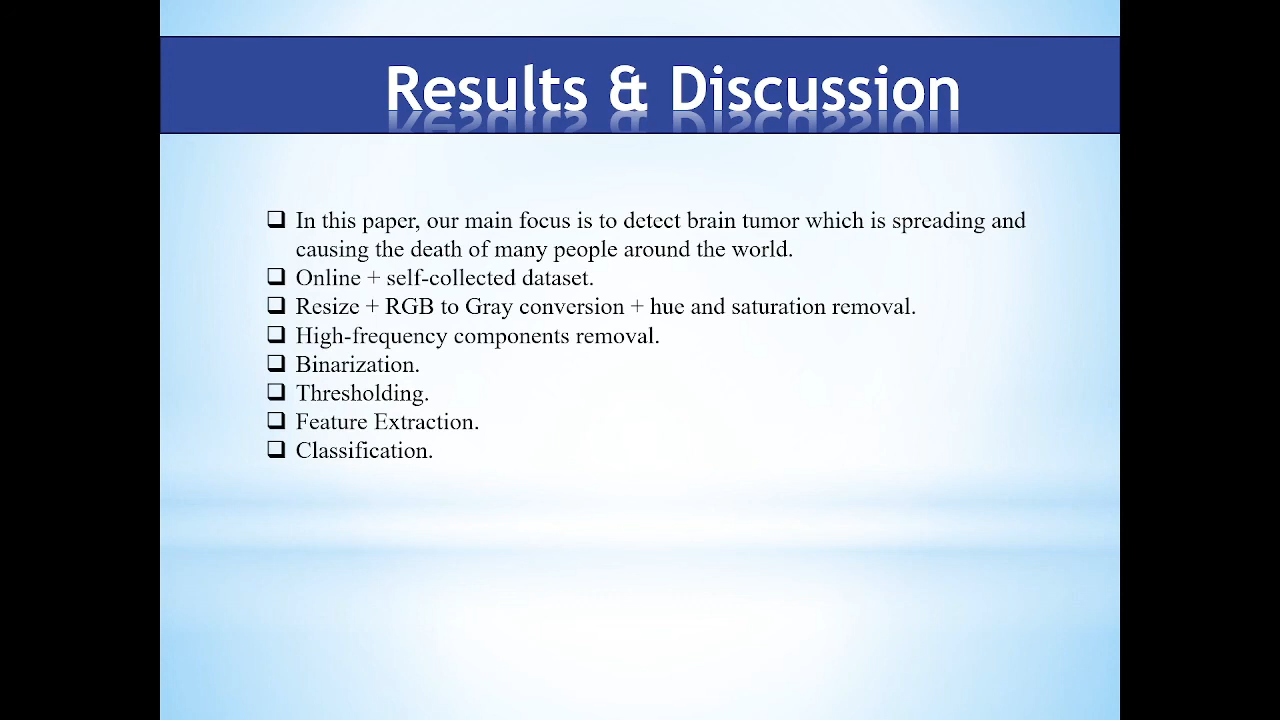 Results & Discussion
❑ In this paper, our main focus is to detect brain tumor which is spreading and
causing the death of many people around the world.
❑ Online + self-collected dataset.
❑ Resize + RGB to Gray conversion + hue and saturation removal.
❑ High-frequency components removal.
❑ Binarization.
❑ Thresholding.
❑ Feature Extraction.
❑ Classification.